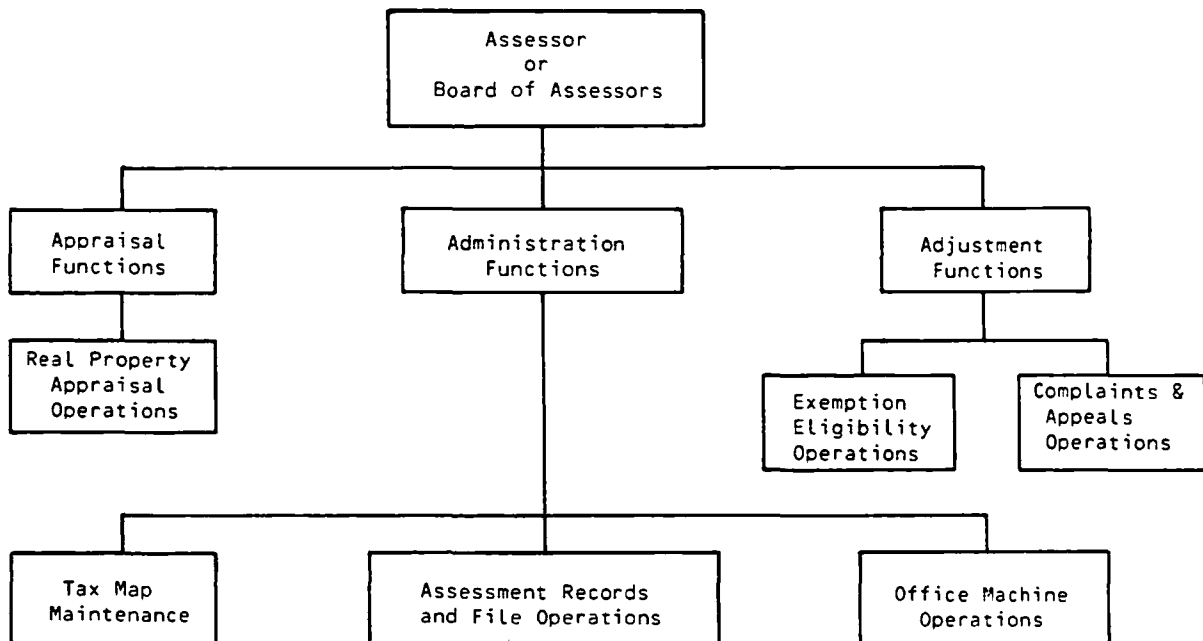 Assessor
or
Board of Assessors
Appraisal
Functions
Administration
Functions
Adjustment
Functions
Real Property
Appraisal
Operations
Exemption
Eligibility
Operations
Complaints &
Appeals
Operations
Tax Map
Maintenance
Assessment Records
and File Operations
Office Machine
Operations